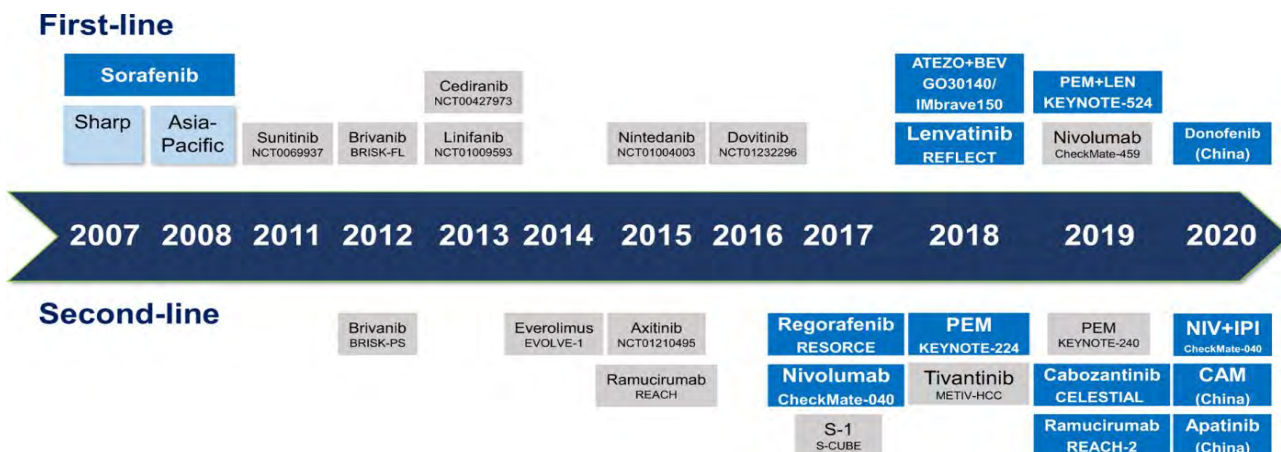 First-line
Sorafenib
Sharp
Asia-
Pacific
Sunitinib
NCT0069937
Brivanib
BRISK-FL
Cediranib
NCT00427973
Linifanib
NCT01009593
Nintedanib
NCT01004003
Dovitinib
NCT01232296
ATEZO+BEV
GO30140/
IMbrave150
Lenvatinib
REFLECT
PEM+LEN
KEYNOTE-524
Nivolumab
CheckMate-459
Donofenib
(China)
2007 2008 2011 2012 2013 2014 2015 2016 2017 2018 2019 2020
Second-line
Brivanib
BRISK-PS
Everolimus
EVOLVE-1
Axitinib
NCT01210495
Ramucirumab
REACH
Regorafenib
RESORCE
Nivolumab
CheckMate-040
S-1
S-CUBE
PEM
KEYNOTE-224
Tivantinib
METIV-HCC
PEM
KEYNOTE-240
Cabozantinib
CELESTIAL
Ramucirumab
REACH-2
NIV+IPI
CheckMate-040
CAM
(China)
Apatinib
(China)